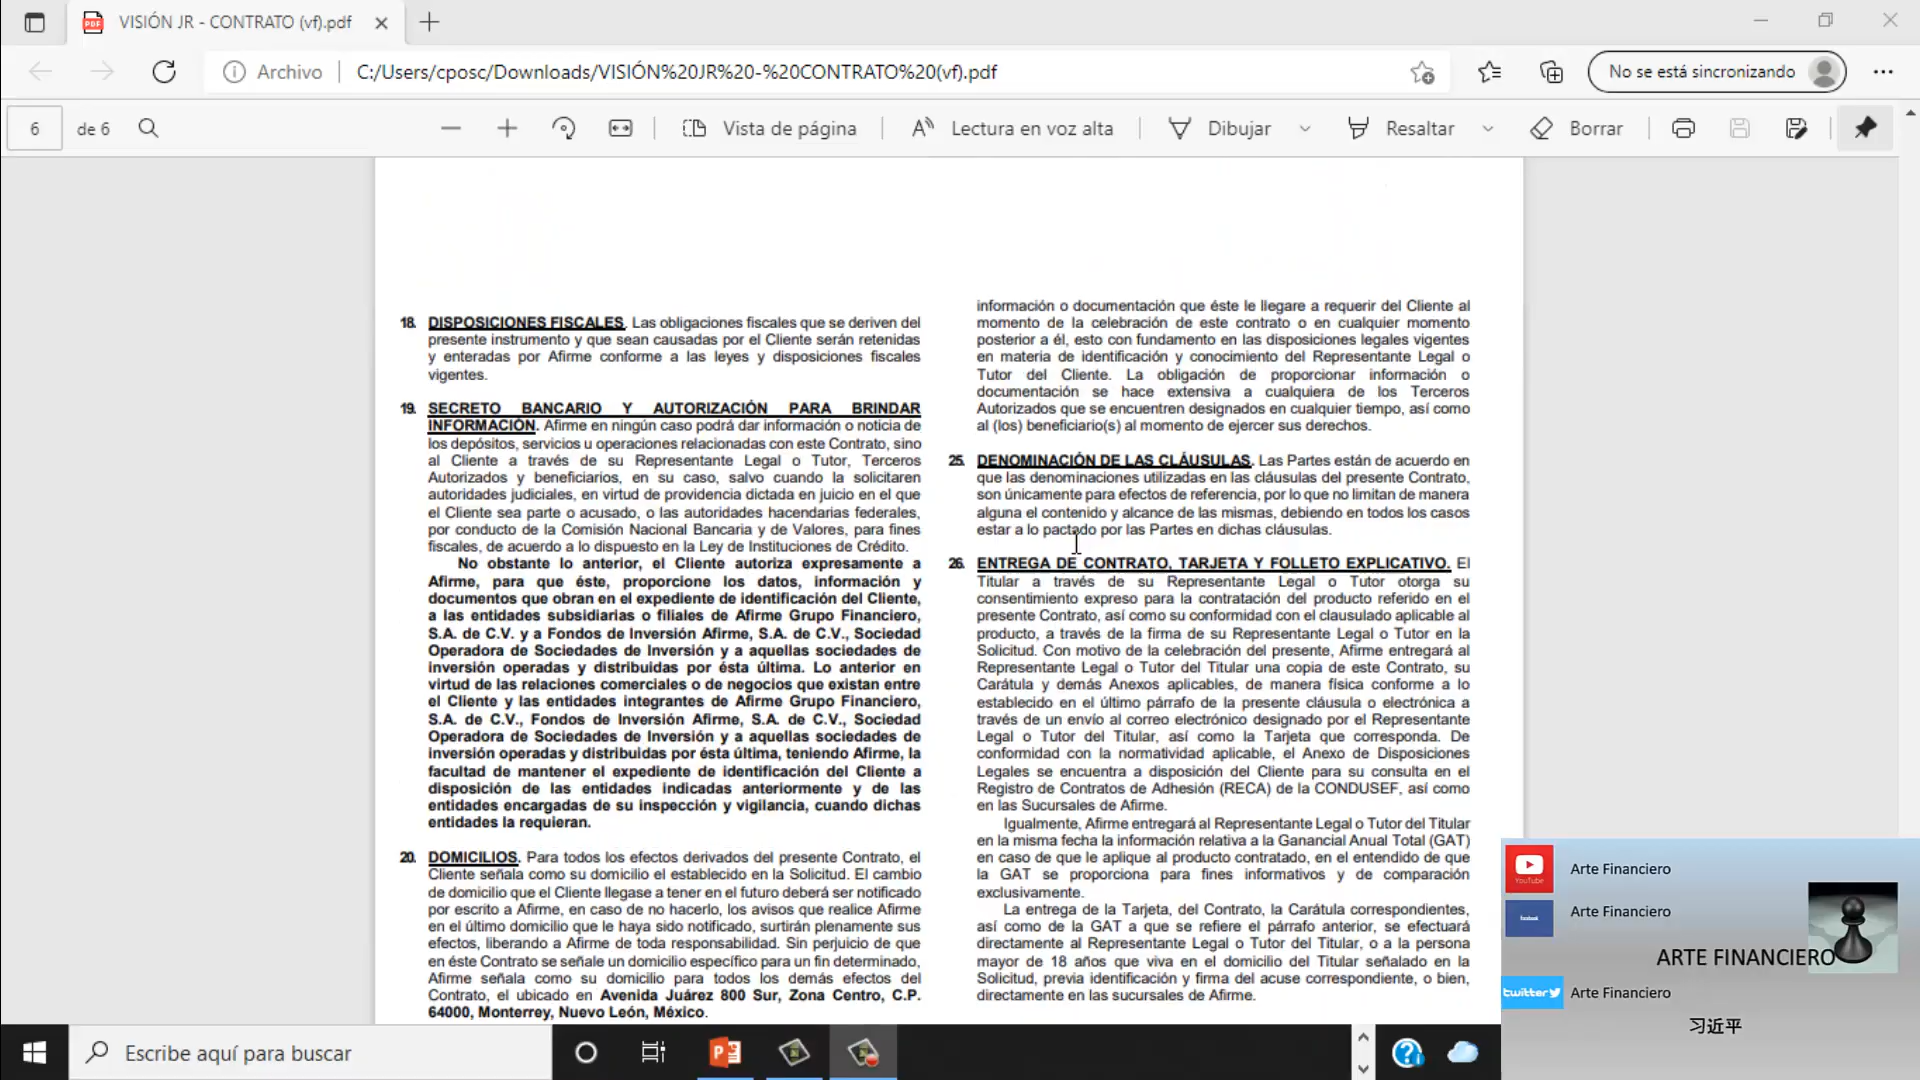 VISIÓN JR - CONTRATO (vf).pdf
Archivo
C:/Users/cposc/Downloads/VISIÓN%20JR%20-%20CONTRATO%20(vf).pdf
No se está sincronizando
6
de 6
Vista de página
Lectura en voz alta
Dibujar
Resaltar
Borrar
18. DISPOSICIONES FISCALES. Las obligaciones fiscales que se deriven del
presente instrumento y que sean causadas por el Cliente serán retenidas
y enteradas por Afirme conforme a las leyes y disposiciones fiscales
vigentes.
19. SECRETO BANCARIO Y AUTORIZACIÓN PARA BRINDAR
INFORMACIÓN. Afirme en ningún caso podrá dar información o noticia de
los depósitos, servicios u operaciones relacionadas con este Contrato, sino
al Cliente a través de su Representante Legal o Tutor, Terceros
Autorizados y beneficiarios, en su caso, salvo cuando la solicitaren
autoridades judiciales, en virtud de providencia dictada en juicio en el que
el Cliente sea parte o acusado, o las autoridades hacendarias federales,
por conducto de la Comisión Nacional Bancaria y de Valores, para fines
fiscales, de acuerdo a lo dispuesto en la Ley de Instituciones de Crédito.
No obstante lo anterior, el Cliente autoriza expresamente a
Afirme, para que éste, proporcione los datos, información y
documentos que obran en el expediente de identificación del Cliente,
a las entidades subsidiarias o filiales de Afirme Grupo Financiero,
S.A. de C.V. y a Fondos de Inversión Afirme, S.A. de C.V., Sociedad
Operadora de Sociedades de Inversión y a aquellas sociedades de
inversión operadas y distribuidas por ésta última. Lo anterior en
virtud de las relaciones comerciales o de negocios que existan entre
el Cliente y las entidades integrantes de Afirme Grupo Financiero,
S.A. de C.V., Fondos de Inversión Afirme, S.A. de C.V., Sociedad
Operadora de Sociedades de Inversión y a aquellas sociedades de
inversión operadas y distribuidas por ésta última, teniendo Afirme, la
facultad de mantener el expediente de identificación del Cliente a
disposición de las entidades indicadas anteriormente y de las
entidades encargadas de su inspección y vigilancia, cuando dichas
entidades la requieran.
20. DOMICILIOS. Para todos los efectos derivados del presente Contrato, el
Cliente señala como su domicilio el establecido en la Solicitud. El cambio
de domicilio que el Cliente llegase a tener en el futuro deberá ser notificado
por escrito a Afirme, en caso de no hacerlo, los avisos que realice Afirme
en el último domicilio que le haya sido notificado, surtirán plenamente sus
efectos, liberando a Afirme de toda responsabilidad. Sin perjuicio de que
en éste Contrato se señale un domicilio específico para un fin determinado,
Afirme señala como su domicilio para todos los demás efectos del
Contrato, el ubicado en Avenida Juárez 800 Sur, Zona Centro, C.P.
64000, Monterrey, Nuevo León, México.
información o documentación que éste le llegare a requerir del Cliente al
momento de la celebración de este contrato o en cualquier momento
posterior a él, esto con fundamento en las disposiciones legales vigentes
en materia de identificación y conocimiento del Representante Legal o
Tutor del Cliente. La obligación de proporcionar información o
documentación se hace extensiva a cualquiera de los Terceros
Autorizados que se encuentren designados en cualquier tiempo, así como
al (los) beneficiario(s) al momento de ejercer sus derechos.
25. DENOMINACIÓN DE LAS CLÁUSULAS. Las Partes están de acuerdo en
que las denominaciones utilizadas en las cláusulas del presente Contrato,
son únicamente para efectos de referencia, por lo que no limitan de manera
alguna el contenido y alcance de las mismas, debiendo en todos los casos
estar a lo pactado por las Partes en dichas cláusulas.
26. ENTREGA DE CONTRATO, TARJETA Y FOLLETO EXPLICATIVO. El
Titular a través de su Representante Legal o Tutor otorga su
consentimiento expreso para la contratación del producto referido en el
presente Contrato, así como su conformidad con el clausulado aplicable al
producto, a través de la firma de su Representante Legal o Tutor en la
Solicitud. Con motivo de la celebración del presente, Afirme entregará al
Representante Legal o Tutor del Titular una copia de este Contrato, su
Carátula y demás Anexos aplicables, de manera física conforme a lo
establecido en el último párrafo de la presente cláusula o electrónica a
través de un envío al correo electrónico designado por el Representante
Legal o Tutor del Titular, así como la Tarjeta que corresponda. De
conformidad con la normatividad aplicable, el Anexo de Disposiciones
Legales se encuentra a disposición del Cliente para su consulta en el
Registro de Contratos de Adhesión (RECA) de la CONDUSEF, así como
en las Sucursales de Afirme.
Igualmente, Afirme entregará al Representante Legal o Tutor del Titular
en la misma fecha la información relativa a la Ganancial Anual Total (GAT)
en caso de que le aplique al producto contratado, en el entendido de que
la GAT se proporciona para fines informativos y de comparación
exclusivamente.
La entrega de la Tarjeta, del Contrato, la Carátula correspondientes,
así como de la GAT a que se refiere el párrafo anterior, se efectuará
directamente al Representante Legal o Tutor del Titular, o a la persona
mayor de 18 años que viva en el domicilio del Titular señalado en la
Solicitud, previa identificación y firma del acuse correspondiente, o bien,
directamente en las sucursales de Afirme.
YouTube
Arte Financiero
facebook
Arte Financiero
ARTE FINANCIERO
twitter
Arte Financiero
习近平
Escribe aquí para buscar